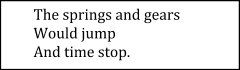 The springs and gears
Would jump
And time stop.